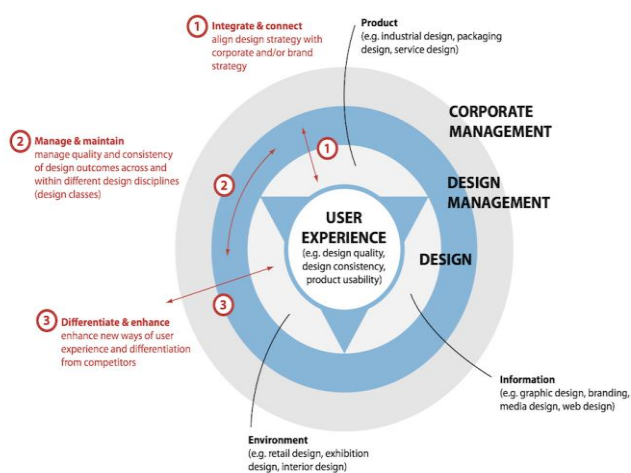 1 Integrate & connect
align design strategy with
corporate and/or brand
strategy
Product
(e.g. industrial design, packaging
design, service design)
CORPORATE
MANAGEMENT
2 Manage & maintain
manage quality and consistency
of design outcomes across and
within different design disciplines
(design classes)
1
2
DESIGN
MANAGEMENT
USER
EXPERIENCE
(e.g. design quality,
design consistency,
product usability)
DESIGN
3
3 Differentiate & enhance
enhance new ways of user
experience and differentiation
from competitors
Information
(e.g. graphic design, branding,
media design, web design)
Environment
(e.g. retail design, exhibition
design, interior design)